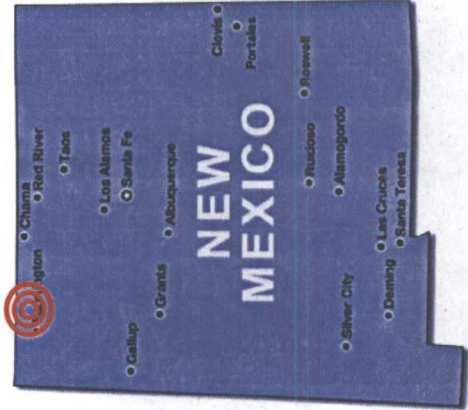 ington
Chama
Red River
Taos
Los Alamos
Santa Fe
Gallup
Grants
Albuquerque
Clovis
Portales
NEW
MEXICO
Roswell
Ruidoso
Alamogordo
Silver City
Las Cruces
Deming
Santa Teresa